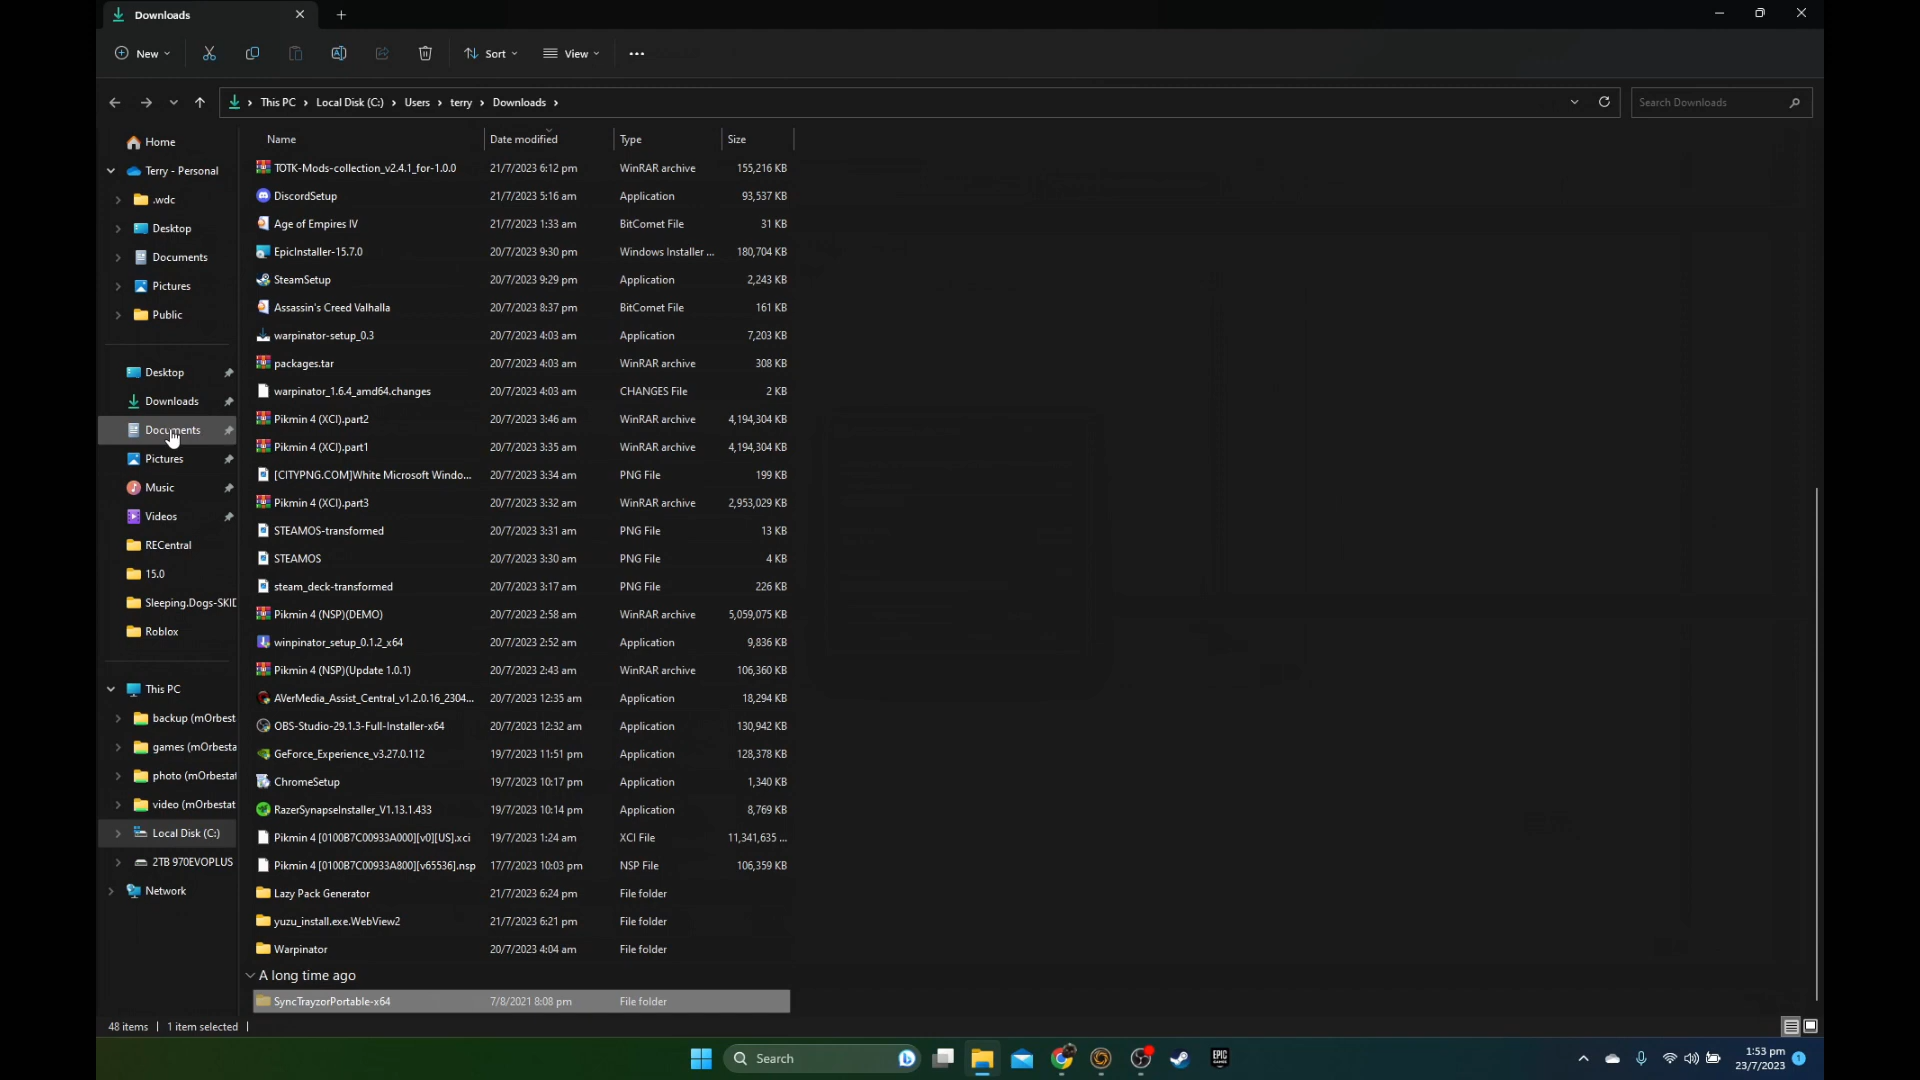 Downloads
New
Sort
View
This PC > Local Disk (C:) > Users > terry > Downloads >
Search Downloads
Home
Terry - Personal
.wdc
Desktop
Documents
Pictures
Public
Desktop
Downloads
Documents
Pictures
Music
Videos
RECentral
15.0
Sleeping.Dogs-SKID
Roblox
This PC
backup (mOrbest
games (mOrbesta
photo (mOrbestat
video (mOrbestat
Local Disk (C:)
2TB 970EVOPLUS
Network
Name Date modified Type Size
TOTK-Mods-collection_v2.4.1_for-1.0.0 21/7/2023 6:12 pm WinRAR archive 155,216 KB
DiscordSetup 21/7/2023 5:16 am Application 93,537 KB
Age of Empires IV 21/7/2023 1:33 am BitComet File 31 KB
EpicInstaller-15.7.0 20/7/2023 9:30 pm Windows Installer ... 180,704 KB
SteamSetup 20/7/2023 9:29 pm Application 2,243 KB
Assassin's Creed Valhalla 20/7/2023 8:37 pm BitComet File 161 KB
warpinator-setup_0.3 20/7/2023 4:03 am Application 7,203 KB
packages.tar 20/7/2023 4:03 am WinRAR archive 308 KB
warpinator_1.6.4_amd64.changes 20/7/2023 4:03 am CHANGES File 2 KB
Pikmin 4 (XCI).part2 20/7/2023 3:46 am WinRAR archive 4,194,304 KB
Pikmin 4 (XCI).part1 20/7/2023 3:35 am WinRAR archive 4,194,304 KB
[CITYPNG.COM]White Microsoft Windo... 20/7/2023 3:34 am PNG File 199 KB
Pikmin 4 (XCI).part3 20/7/2023 3:32 am WinRAR archive 2,953,029 KB
STEAMOS-transformed 20/7/2023 3:31 am PNG File 13 KB
STEAMOS 20/7/2023 3:30 am PNG File 4 KB
steam_deck-transformed 20/7/2023 3:17 am PNG File 226 KB
Pikmin 4 (NSP)(DEMO) 20/7/2023 2:58 am WinRAR archive 5,059,075 KB
winpinator_setup_0.1.2_x64 20/7/2023 2:52 am Application 9,836 KB
Pikmin 4 (NSP)(Update 1.0.1) 20/7/2023 2:43 am WinRAR archive 106,360 KB
AVerMedia_Assist_Central_v1.2.0.16_2304... 20/7/2023 12:35 am Application 18,294 KB
OBS-Studio-29.1.3-Full-Installer-x64 20/7/2023 12:32 am Application 130,942 KB
GeForce_Experience_v3.27.0.112 19/7/2023 11:51 pm Application 128,378 KB
ChromeSetup 19/7/2023 10:17 pm Application 1,340 KB
RazerSynapseInstaller_V1.13.1.433 19/7/2023 10:14 pm Application 8,769 KB
Pikmin 4 [0100B7C00933A000][v0][US].xci 19/7/2023 1:24 am XCI File 11,341,635 ...
Pikmin 4 [0100B7C00933A800][v65536].nsp 17/7/2023 10:03 pm NSP File 106,359 KB
Lazy Pack Generator 21/7/2023 6:24 pm File folder
yuzu_install.exe.WebView2 21/7/2023 6:21 pm File folder
Warpinator 20/7/2023 4:04 am File folder
A long time ago
SyncTrayzorPortable-x64 7/8/2021 8:08 pm File folder
48 items 1 item selected
Search
EPIC GAMES
1:53 pm
23/7/2023
1